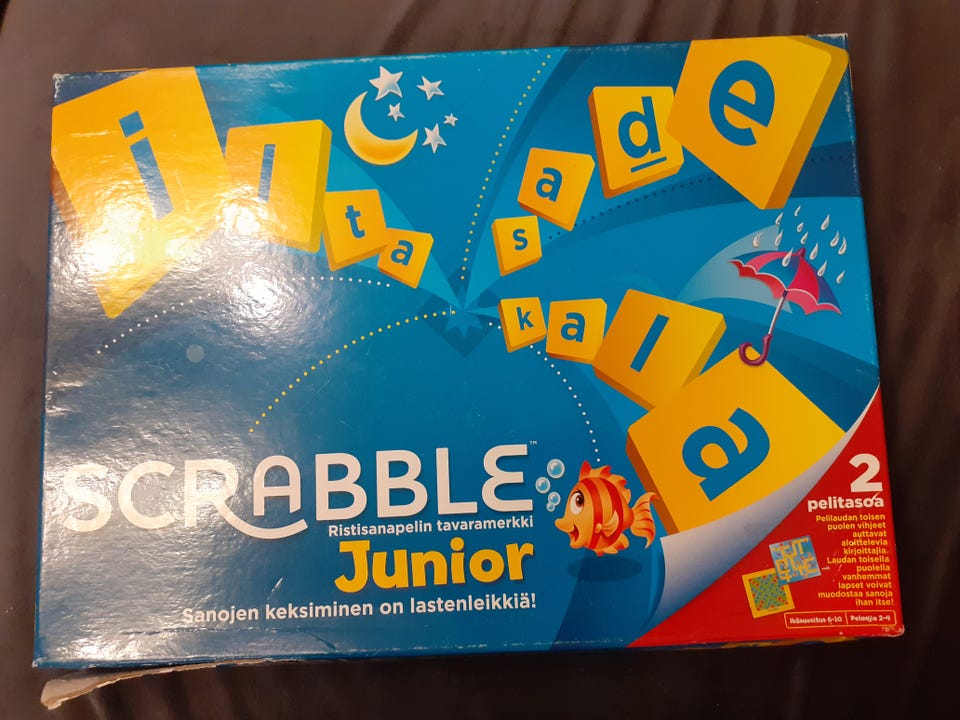 ilta
sade
kala
SCRABBLE™
Ristisanapelin tavaramerkki
Junior
Sanojen keksiminen on lastenleikkiä!
2
pelitasoa
Pelilaudan toisen
puolen vihjeet
auttavat
aloittelevia
kirjoittajia.
Laudan toisella
puolella
vanhemmat
lapset voivat
muodostaa sanoja
ihan itse!
Ikäsuositus 6-10
Pelaajia 2-4